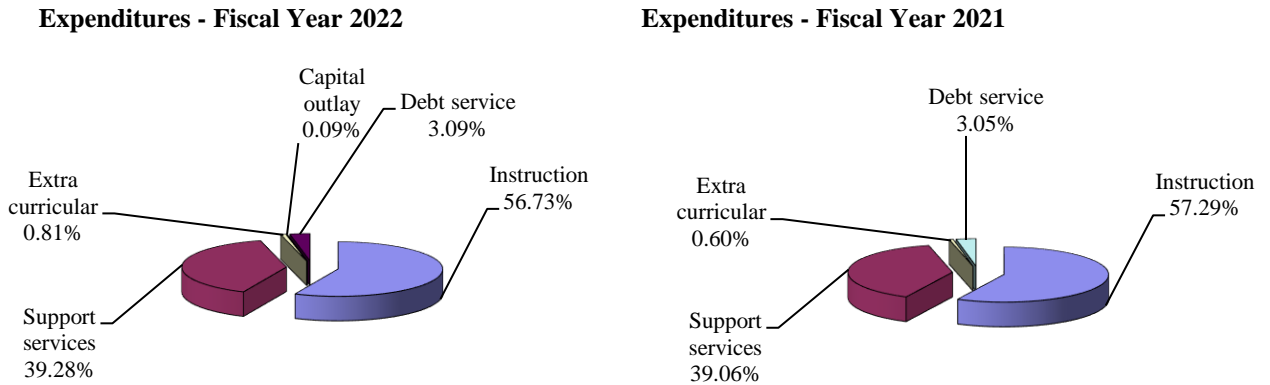 Expenditures - Fiscal Year 2022
Capital
outlay
0.09%
Debt service
3.09%
Instruction
56.73%
Extra
curricular
0.81%
Support
services
39.28%
Expenditures - Fiscal Year 2021
Debt service
3.05%
Instruction
57.29%
Extra
curricular
0.60%
Support
services
39.06%